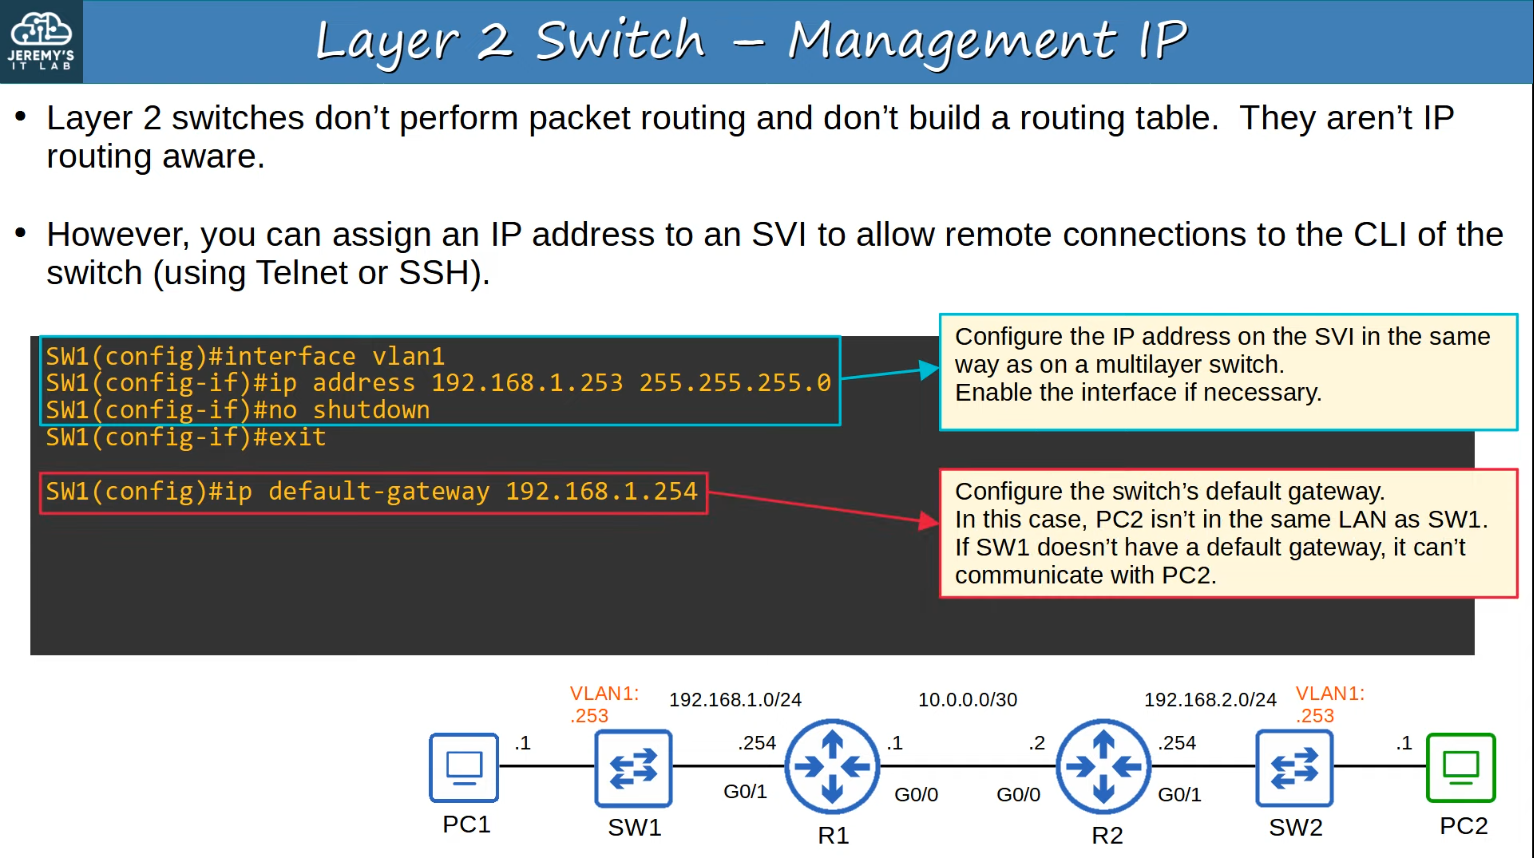 JEREMY'S
IT LAB
Layer 2 Switch – Management IP
• Layer 2 switches don't perform packet routing and don't build a routing table.  They aren't IP
routing aware.
• However, you can assign an IP address to an SVI to allow remote connections to the CLI of the
switch (using Telnet or SSH).
SW1(config)#interface vlan1
SW1(config-if)#ip address 192.168.1.253 255.255.255.0
SW1(config-if)#no shutdown
SW1(config-if)#exit
SW1(config)#ip default-gateway 192.168.1.254
Configure the IP address on the SVI in the same
way as on a multilayer switch.
Enable the interface if necessary.
Configure the switch's default gateway.
In this case, PC2 isn't in the same LAN as SW1.
If SW1 doesn't have a default gateway, it can't
communicate with PC2.
VLAN1:
.253
192.168.1.0/24
10.0.0.0/30
192.168.2.0/24
VLAN1:
.253
.1
.254
.1
.2
.254
.1
G0/1
G0/0
G0/0
G0/1
PC1
SW1
R1
R2
SW2
PC2